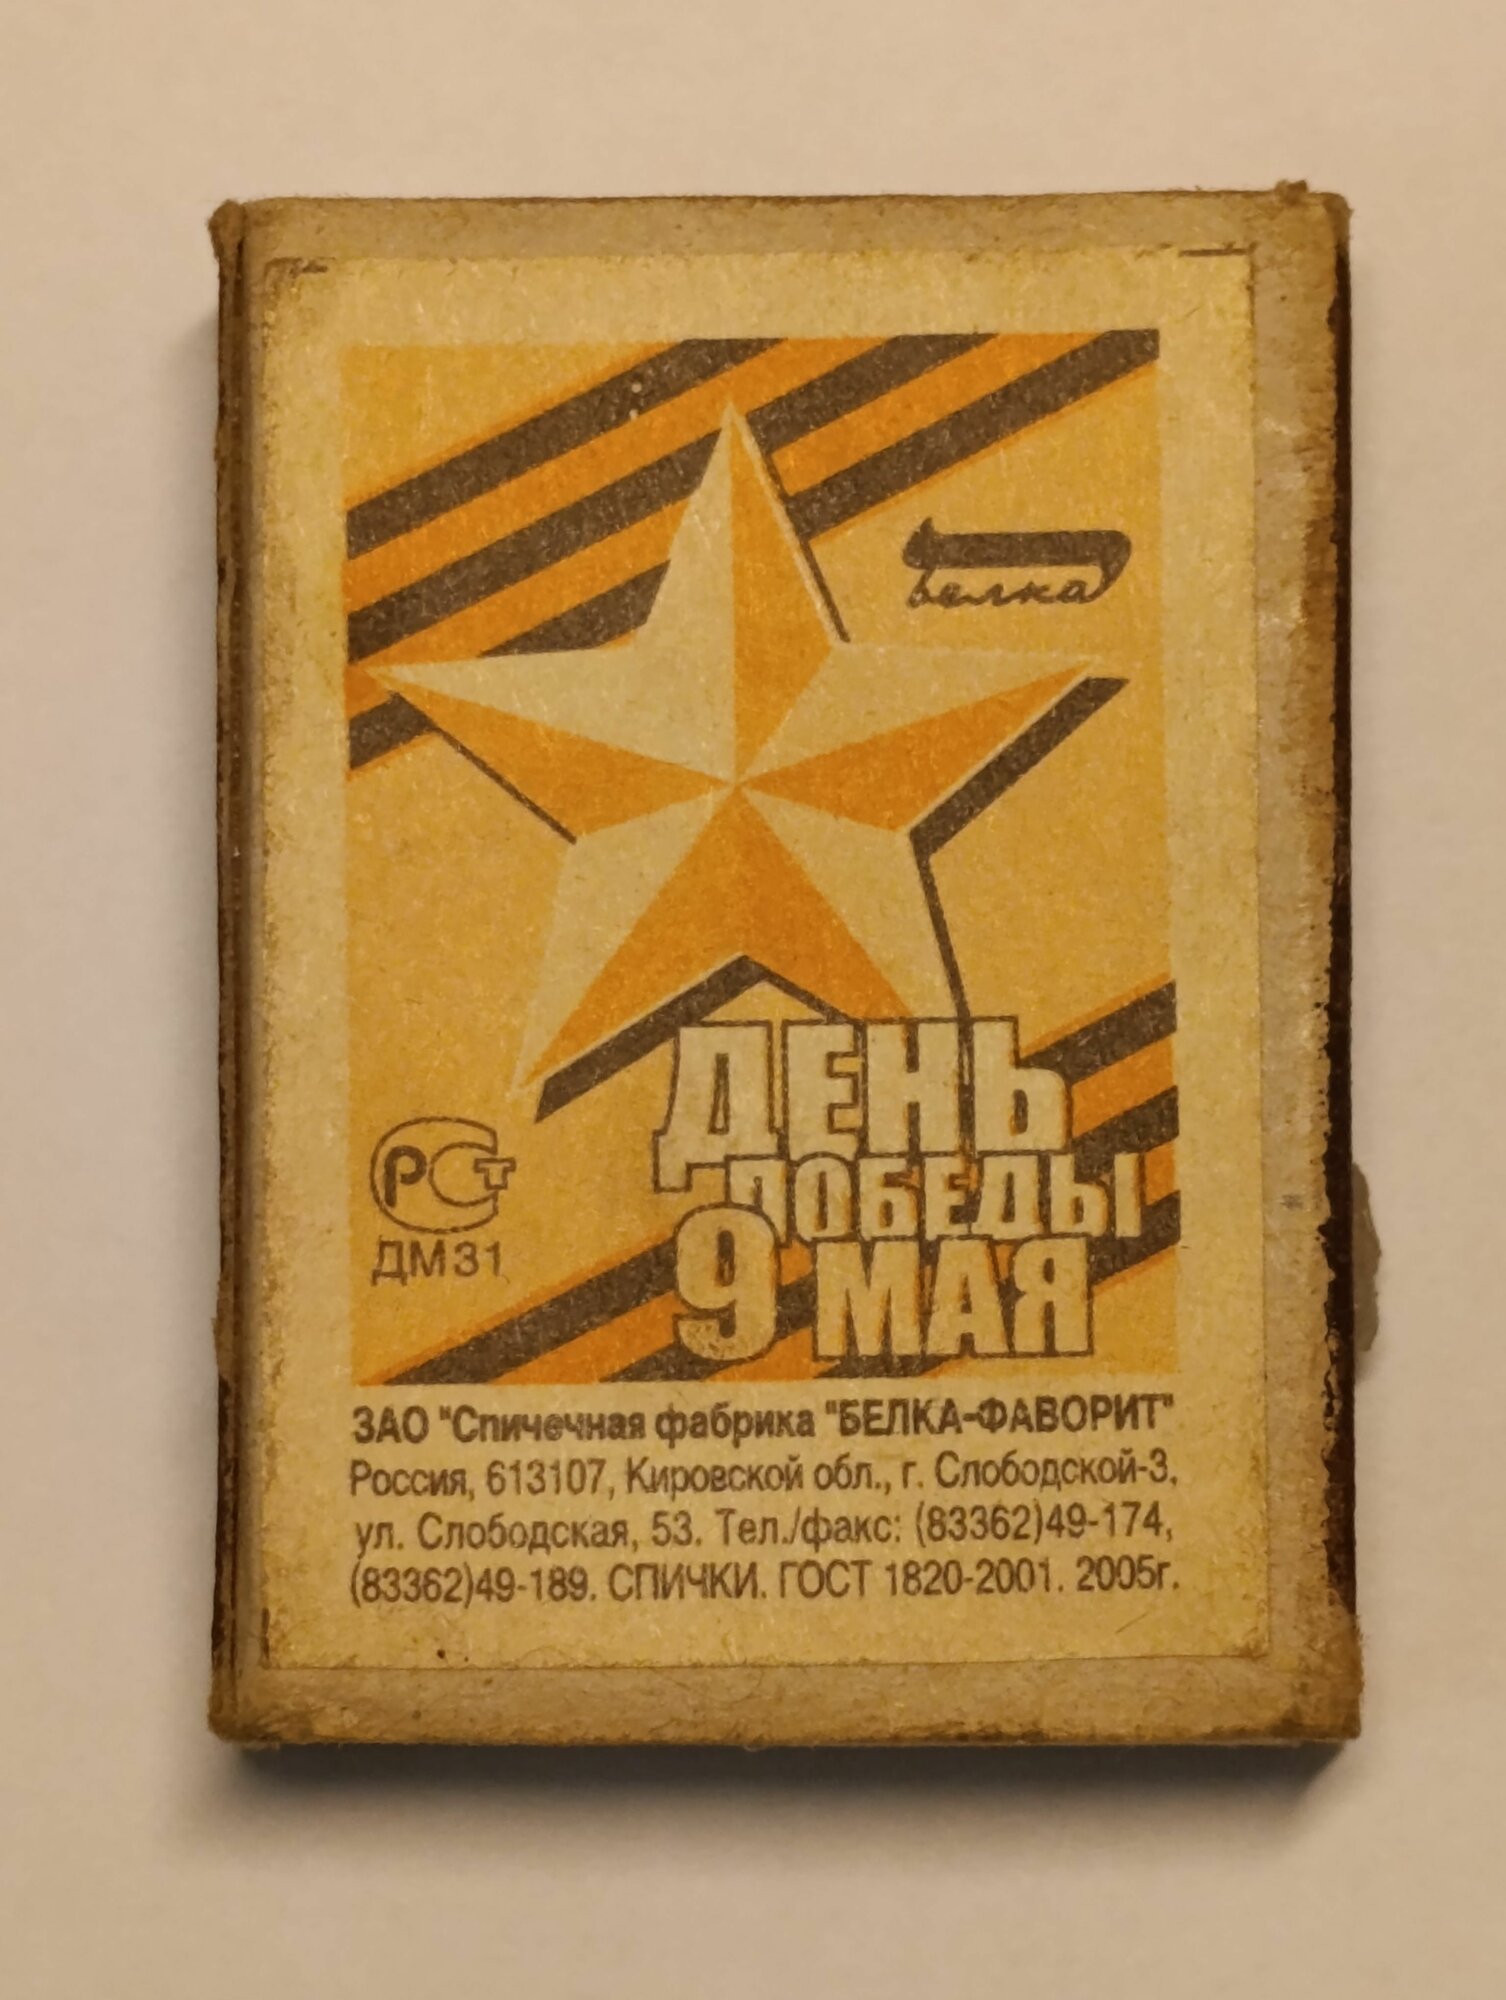 белка
ДЕНЬ
ПОБЕДЫ
9 МАЯ
РСТ
ДМ31
ЗАО "Спичечная фабрика "БЕЛКА-ФАВОРИТ"
Россия, 613107, Кировской обл., г. Слободской-3,
ул. Слободская, 53. Тел./факс: (83362)49-174,
(83362)49-189. СПИЧКИ. ГОСТ 1820-2001. 2005г.